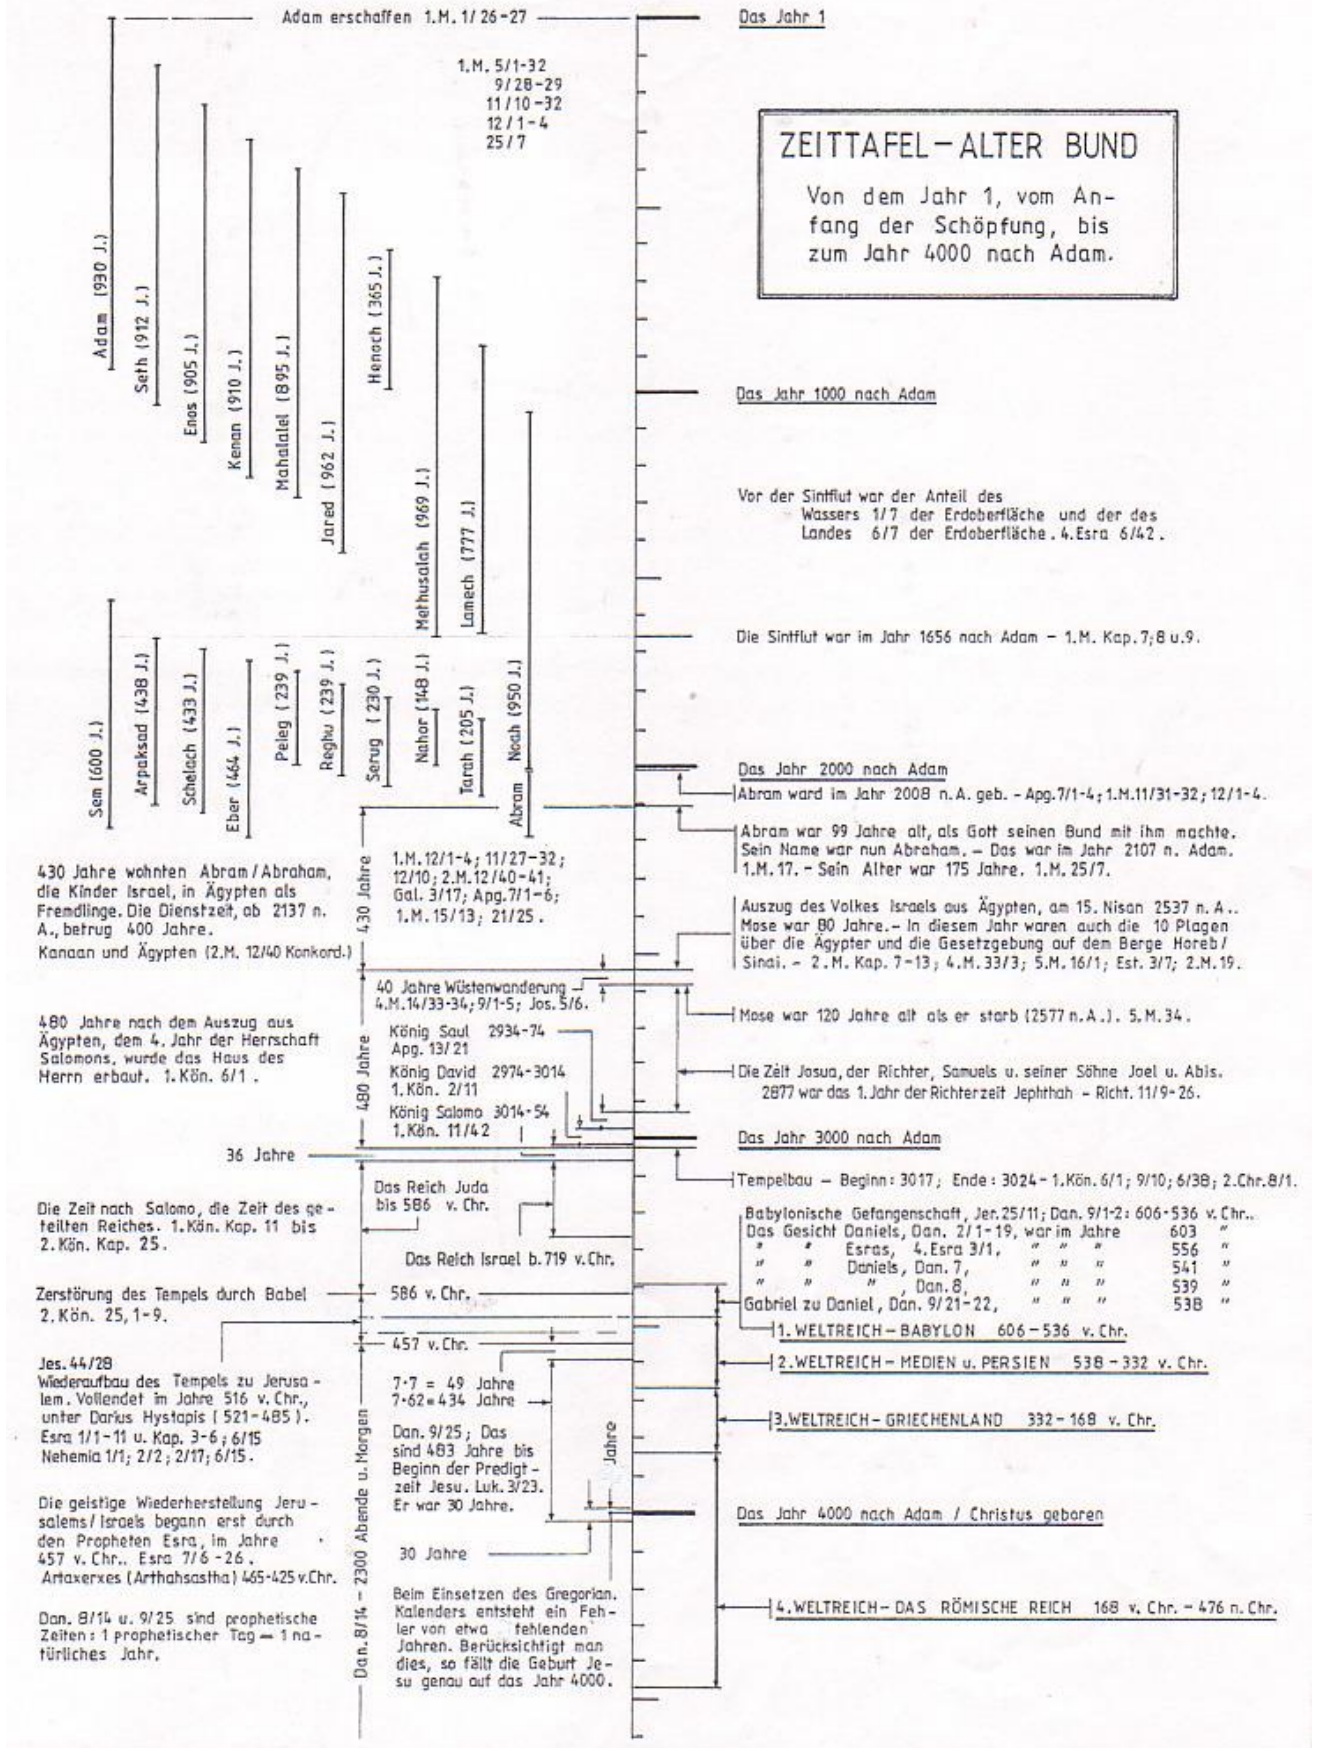 Adam erschaffen 1.M. 1/26-27
Das Jahr 1
1.M. 5/1-32
9/28-29
11/10-32
12/1-4
25/7
ZEITTAFEL-ALTER BUND
Von dem Jahr 1, vom An-
fang der Schöpfung, bis
zum Jahr 4000 nach Adam.
Adam (930 J.)
Seth (912 J.)
Enos (905 J.)
Kenan (910 J.)
Mahalalel (895 J.)
Jared (962 J.)
Henoch (365 J.)
Methusalah (969 J.)
Lamech (777 J.)
Noah (950 J.)
Das Jahr 1000 nach Adam
Vor der Sintflut war der Anteil des
Wassers 1/7 der Erdoberfläche und der des
Landes 6/7 der Erdoberfläche. 4.Esra 6/42.
Die Sintflut war im Jahr 1656 nach Adam - 1.M. Kap.7;8 u.9.
Sem (600 J.)
Arpaksad (438 J.)
Schelach (433 J.)
Eber (464 J.)
Peleg (239 J.)
Reghu (239 J.)
Serug (230 J.)
Nahor (148 J.)
Tarah (205 J.)
Abram
Das Jahr 2000 nach Adam
Abram ward im Jahr 2008 n.A. geb. - Apg.7/1-4; 1.M.11/31-32; 12/1-4.
Abram war 99 Jahre alt, als Gott seinen Bund mit ihm machte.
Sein Name war nun Abraham. - Das war im Jahr 2107 n. Adam.
1.M. 17. - Sein Alter war 175 Jahre. 1.M. 25/7.
430 Jahre wohnten Abram/Abraham,
die Kinder Israel, in Ägypten als
Fremdlinge. Die Dienstzeit, ab 2137 n.
A., betrug 400 Jahre.
Kanaan und Ägypten (2.M. 12/40 Konkord.)
430 Jahre
1.M. 12/1-4; 11/27-32;
12/10; 2.M.12/40-41;
Gal. 3/17; Apg.7/1-6;
1.M. 15/13; 21/25.
Auszug des Volkes Israels aus Ägypten, am 15. Nisan 2537 n. A..
Mose war 80 Jahre.- In diesem Jahr waren auch die 10 Plagen
über die Ägypter und die Gesetzgebung auf dem Berge Horeb/
Sinai. - 2.M. Kap. 7-13; 4.M. 33/3; 5.M. 16/1; Est. 3/7; 2.M.19.
40 Jahre Wüstenwanderung
4.M.14/33-34; 9/1-5; Jos. 5/6.
Mose war 120 Jahre alt als er starb (2577 n.A.). 5.M.34.
480 Jahre nach dem Auszug aus
Ägypten, dem 4. Jahr der Herrschaft
Salomons, wurde das Haus des
Herrn erbaut. 1.Kön. 6/1.
480 Jahre
König Saul 2934-74
Apg. 13/21
König David 2974-3014
1.Kön. 2/11
König Salomo 3014-54
1.Kön. 11/42
Die Zeit Josua, der Richter, Samuels u. seiner Söhne Joel u. Abis.
2877 war das 1.Jahr der Richterzeit Jephthah - Richt. 11/9-26.
Das Jahr 3000 nach Adam
36 Jahre
Tempelbau - Beginn: 3017; Ende: 3024- 1.Kön. 6/1; 9/10; 6/38; 2.Chr.8/1.
Die Zeit nach Salomo, die Zeit des ge-
teilten Reiches. 1.Kön. Kap. 11 bis
2.Kön. Kap. 25.
Das Reich Juda
bis 586 v. Chr.
Das Reich Israel b.719 v.Chr.
Babylonische Gefangenschaft, Jer.25/11; Dan. 9/1-2: 606-536 v. Chr..
Das Gesicht Daniels, Dan. 2/1-19, war im Jahre 603 "
" " Esras, 4.Esra 3/1, " " " 556 "
" " Daniels, Dan. 7, " " " 541 "
" " " , Dan. 8, " " " 539 "
Gabriel zu Daniel, Dan. 9/21-22, " " " 538 "
Zerstörung des Tempels durch Babel
2. Kön. 25, 1-9.
586 v. Chr.
1. WELTREICH-BABYLON 606-536 v. Chr.
457 v. Chr.
2.WELTREICH- MEDIEN u. PERSIEN 538-332 v. Chr.
Jes. 44/28
Wiederaufbau des Tempels zu Jerusa-
lem. Vollendet im Jahre 516 v. Chr.,
unter Darius Hystapis (521-485).
Esra 1/1-11 u. Kap. 3-6; 6/15
Nehemia 1/1; 2/2; 2/17; 6/15.
7·7 = 49 Jahre
7·62=434 Jahre
Dan. 9/25; Das
sind 483 Jahre bis
Beginn der Predigt-
zeit Jesu. Luk. 3/23.
Er war 30 Jahre.
Jahre
3.WELTREICH- GRIECHENLAND 332-168 v. Chr.
Die geistige Wiederherstellung Jeru-
salems/Israels begann erst durch
den Propheten Esra, im Jahre
457 v. Chr.. Esra 7/6-26.
Artaxerxes (Arthahsastha) 465-425 v.Chr.
Dan. 8/14 - 2300 Abende u. Morgen
Das Jahr 4000 nach Adam / Christus geboren
30 Jahre
Dan. 8/14 u. 9/25 sind prophetische
Zeiten: 1 prophetischer Tag = 1 na-
türliches Jahr.
Beim Einsetzen des Gregorian.
Kalenders entsteht ein Feh-
ler von etwa fehlenden
Jahren. Berücksichtigt man
dies, so fällt die Geburt Je-
su genau auf das Jahr 4000.
4.WELTREICH- DAS RÖMISCHE REICH 168 v. Chr. - 476 n. Chr.